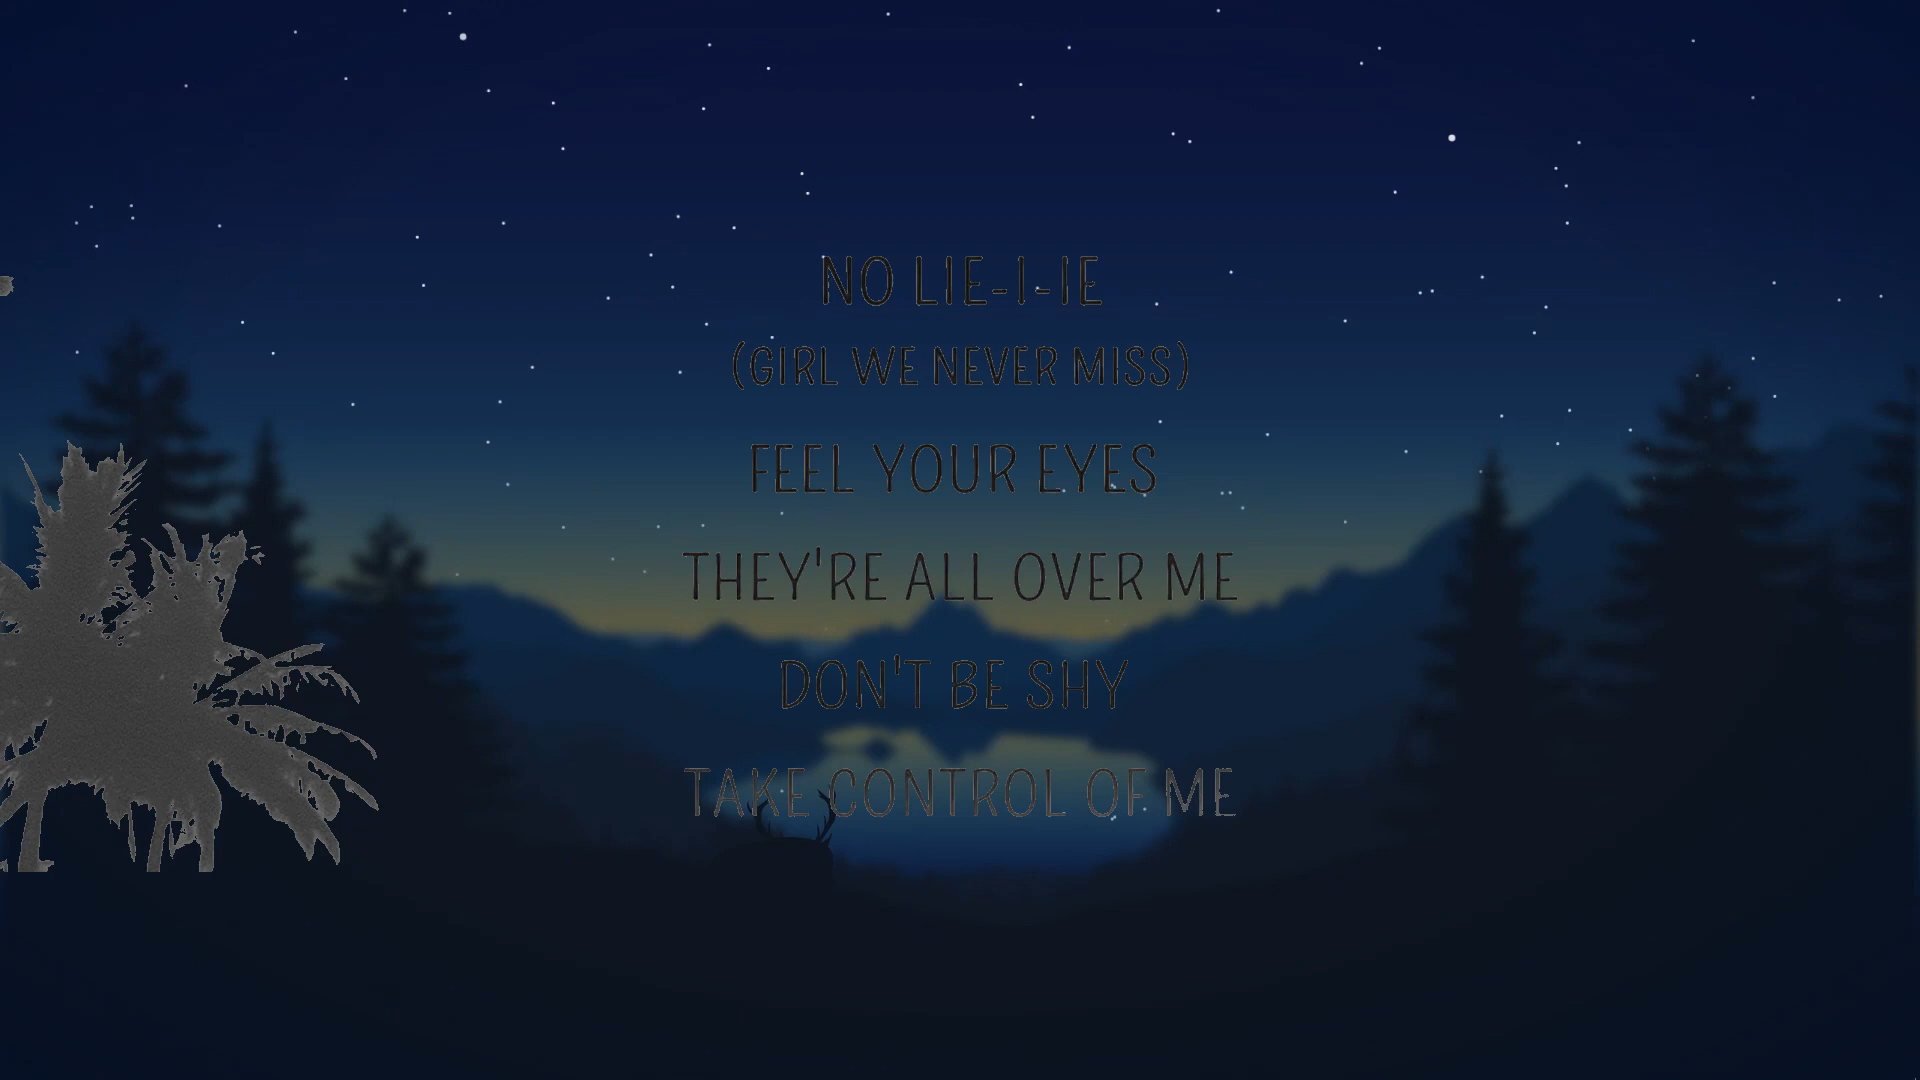 NO LIE-I-IE
(GIRL WE NEVER MISS)
FEEL YOUR EYES
THEY'RE ALL OVER ME
DON'T BE SHY
TAKE CONTROL OF ME